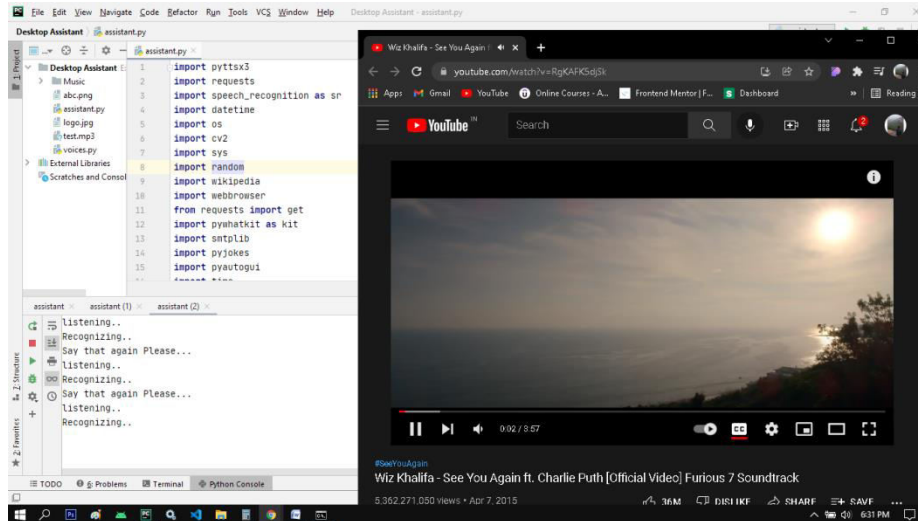 File Edit View Navigate Code Refactor Run Tools VCS Window Help Desktop Assistant - assistant.py
Desktop Assistant assistant.py
1: Project
assistant.py
Desktop Assistant
Music
abc.png
assistant.py
logo.jpg
test.mp3
voices.py
External Libraries
Scratches and Consol
1 import pyttsx3
2 import requests
3 import speech_recognition as sr
4 import datetime
5 import os
6 import cv2
7 import sys
8 import random
9 import wikipedia
10 import webbrowser
11 from requests import get
12 import pywhatkit as kit
13 import smtplib
14 import pyjokes
15 import pyautogui
import time
assistant assistant (1) assistant (2)
listening..
Recognizing..
Say that again Please...
listening..
Recognizing..
Say that again Please...
listening..
Recognizing..
2: Structure
2: Favorites
TODO 6: Problems Terminal Python Console
Wiz Khalifa - See You Again f
youtube.com/watch?v=RgKAFK5djSk
Apps Gmail YouTube Online Courses - A... Frontend Mentor | F... Dashboard » Reading
YouTube IN Search
0:02 / 3:57
#SeeYouAgain
Wiz Khalifa - See You Again ft. Charlie Puth [Official Video] Furious 7 Soundtrack
5,362,271,050 views • Apr 7, 2015
36M DISLIKE SHARE SAVE ...
6:31 PM